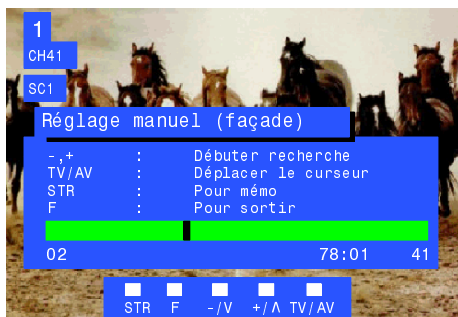 1
CH41
SC1
Réglage manuel (façade)
-,+ : Débuter recherche
TV/AV : Déplacer le curseur
STR : Pour mémo
F : Pour sortir
02 78:01 41
STR F -/V +/Λ TV/AV